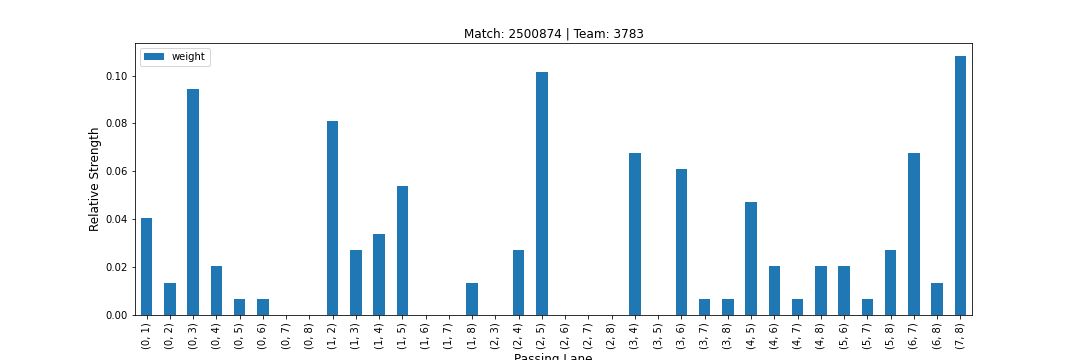 Match: 2500874 | Team: 3783
weight
Relative Strength
0.10
0.08
0.06
0.04
0.02
0.00
(0, 1) (0, 2) (0, 3) (0, 4) (0, 5) (0, 6) (0, 7) (0, 8) (1, 2) (1, 3) (1, 4) (1, 5) (1, 6) (1, 7) (1, 8) (2, 3) (2, 4) (2, 5) (2, 6) (2, 7) (2, 8) (3, 4) (3, 5) (3, 6) (3, 7) (3, 8) (4, 5) (4, 6) (4, 7) (4, 8) (5, 6) (5, 7) (5, 8) (6, 7) (6, 8) (7, 8)
Passing Lane